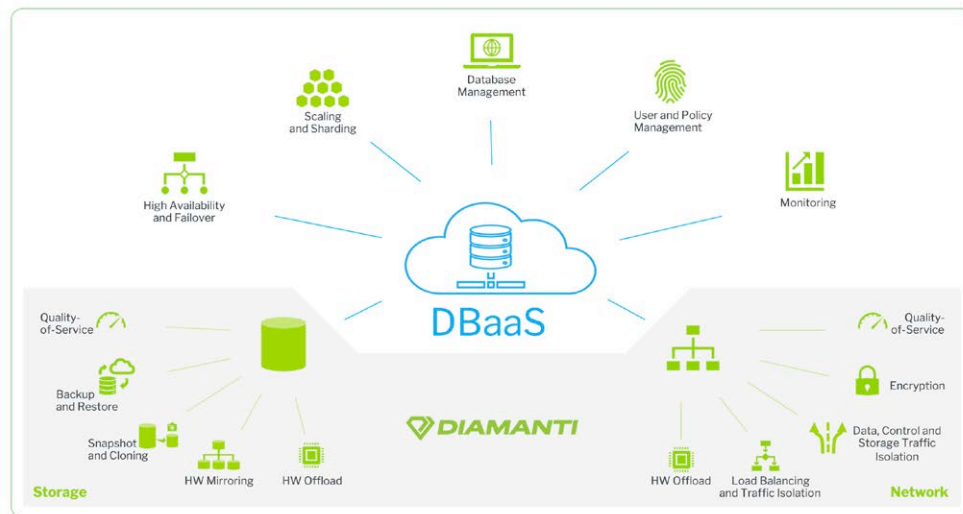 Database
Management
Scaling
and Sharding
User and Policy
Management
High Availability
and Failover
Monitoring
DBaaS
Quality-
of-Service
Backup
and Restore
Snapshot
and Cloning
HW Mirroring
HW Offload
Storage
DIAMANTI
Quality-
of-Service
Encryption
Data, Control and
Storage Traffic
Isolation
HW Offload
Load Balancing
and Traffic Isolation
Network